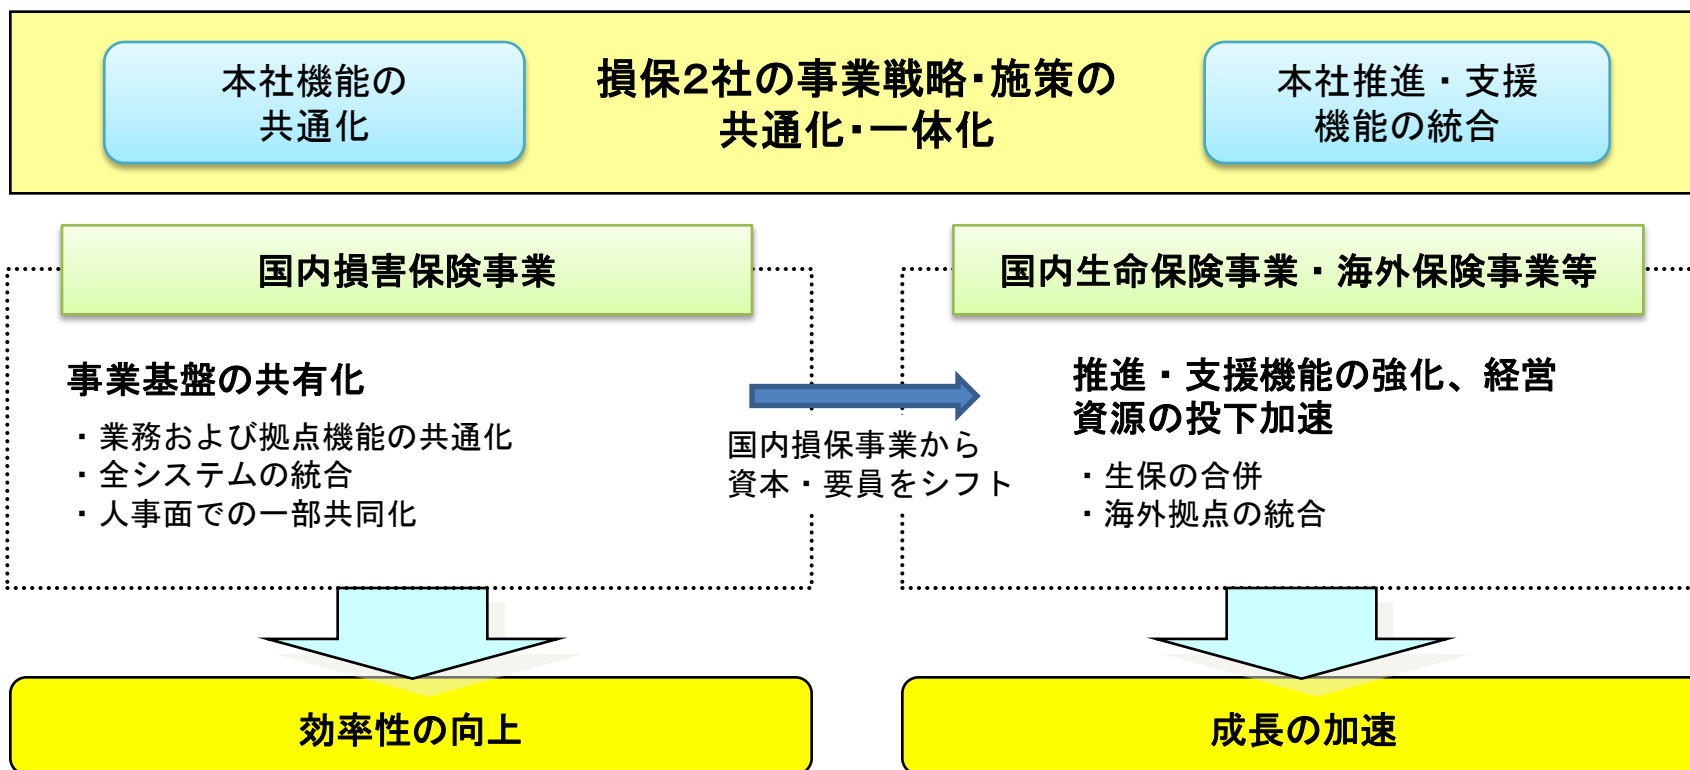 本社機能の
共通化
損保2社の事業戦略・施策の
共通化・一体化
本社推進・支援
機能の統合
国内損害保険事業
事業基盤の共有化
・業務および拠点機能の共通化
・全システムの統合
・人事面での一部共同化
国内損保事業から
資本・要員をシフト
国内生命保険事業・海外保険事業等
推進・支援機能の強化、経営
資源の投下加速
・生保の合併
・海外拠点の統合
効率性の向上
成長の加速